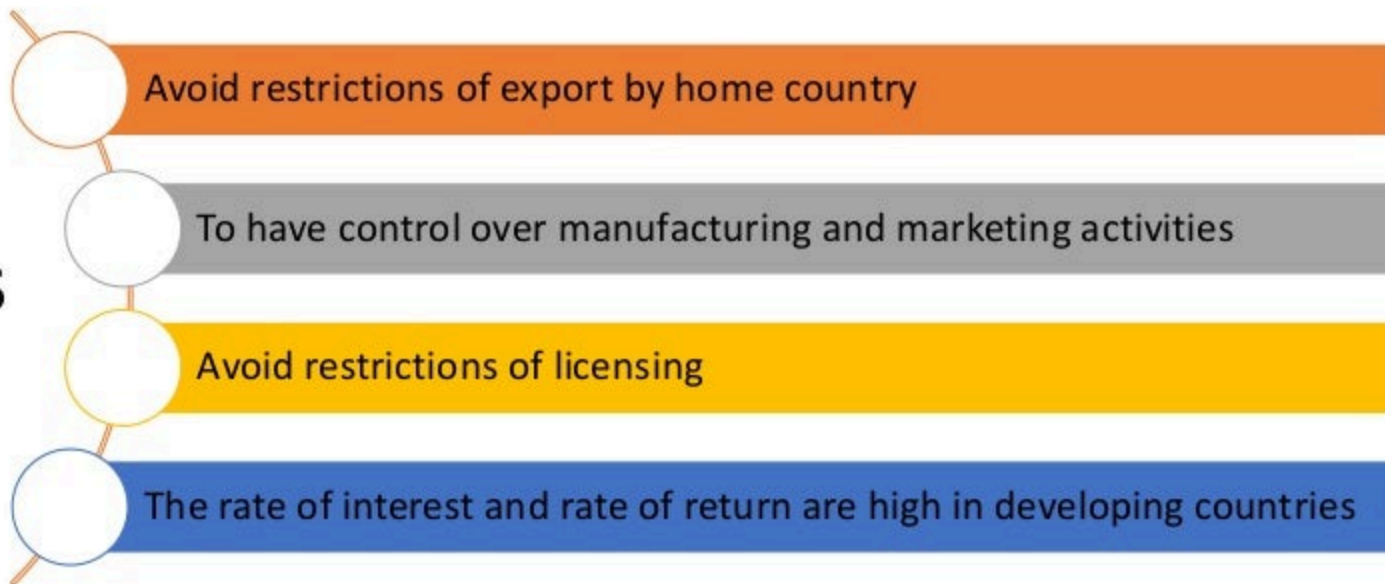 Avoid restrictions of export by home country
To have control over manufacturing and marketing activities
Avoid restrictions of licensing
The rate of interest and rate of return are high in developing countries